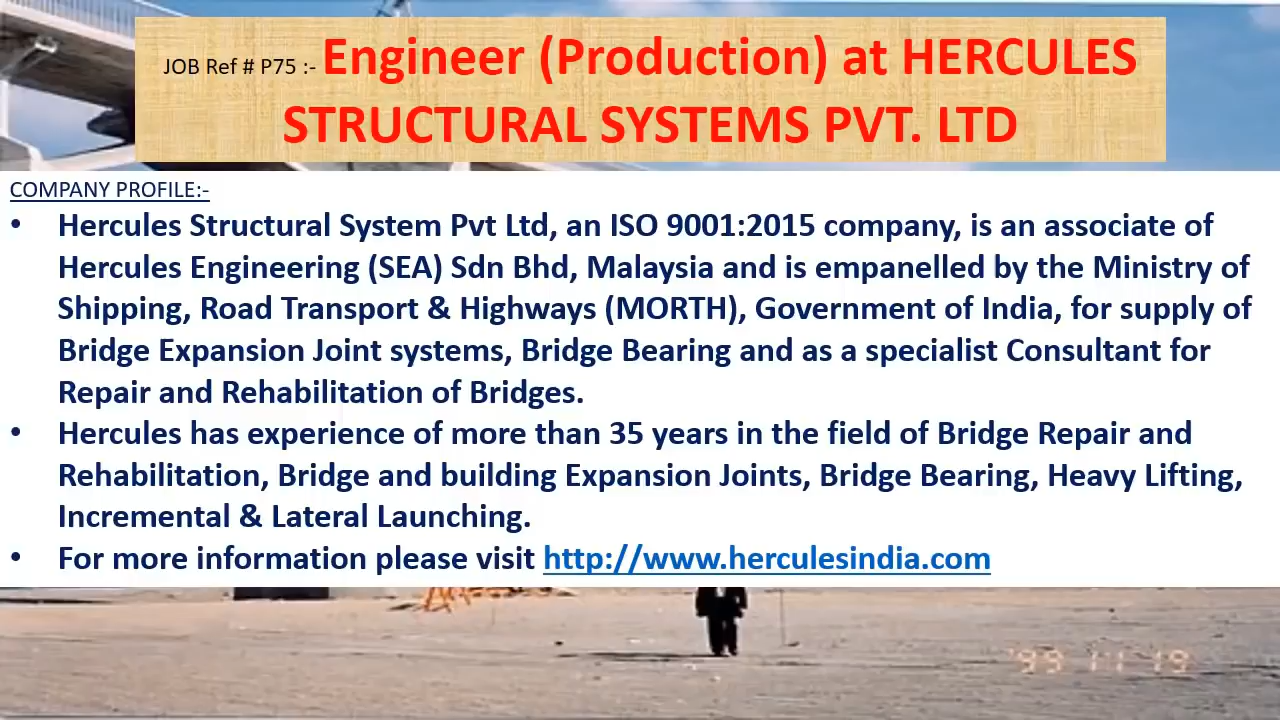 JOB Ref # P75 :- Engineer (Production) at HERCULES
STRUCTURAL SYSTEMS PVT. LTD
COMPANY PROFILE:-
• Hercules Structural System Pvt Ltd, an ISO 9001:2015 company, is an associate of
Hercules Engineering (SEA) Sdn Bhd, Malaysia and is empanelled by the Ministry of
Shipping, Road Transport & Highways (MORTH), Government of India, for supply of
Bridge Expansion Joint systems, Bridge Bearing and as a specialist Consultant for
Repair and Rehabilitation of Bridges.
• Hercules has experience of more than 35 years in the field of Bridge Repair and
Rehabilitation, Bridge and building Expansion Joints, Bridge Bearing, Heavy Lifting,
Incremental & Lateral Launching.
• For more information please visit http://www.herculesindia.com
'99 11 19